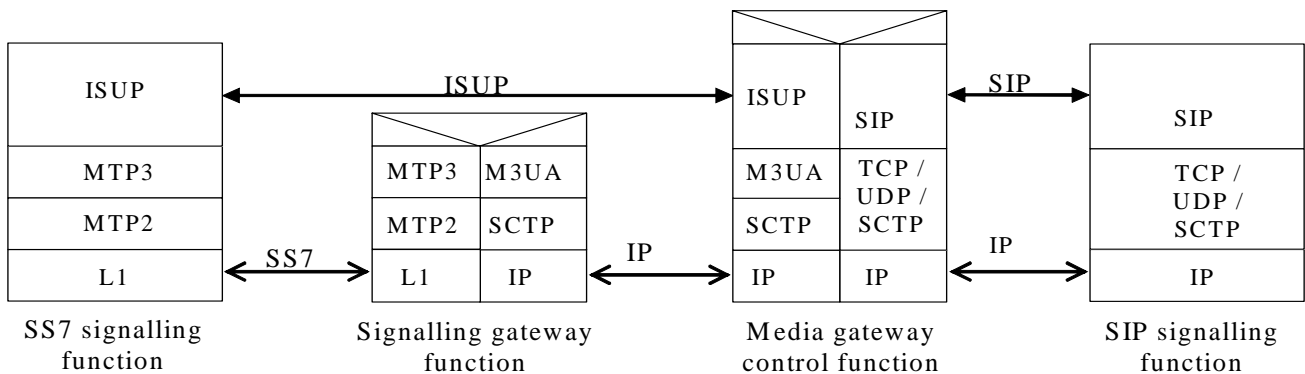 ISUP
MTP3
MTP2
L1
SS7 signalling
function
ISUP
SS7
MTP3 M3UA
MTP2 SCTP
L1 IP
Signalling gateway
function
IP
ISUP
SIP
M3UA
SCTP
TCP /
UDP /
SCTP
IP IP
Media gateway
control function
SIP
IP
SIP
TCP /
UDP /
SCTP
IP
SIP signalling
function